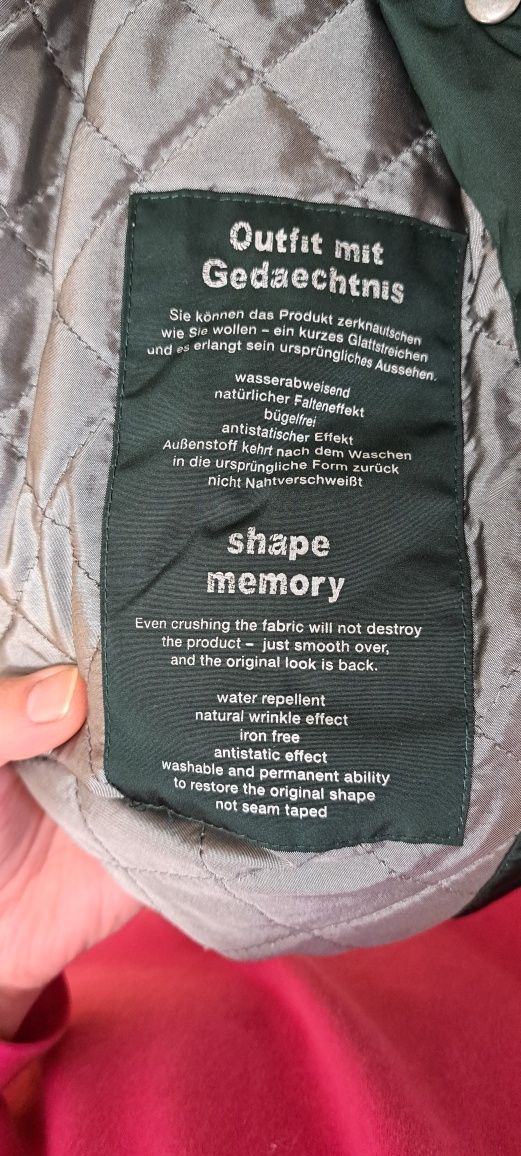 Outfit mit
Gedaechtnis
Sie können das Produkt zerknautschen
wie Sie wollen – ein kurzes Glattstreichen
und es erlangt sein ursprüngliches Aussehen.
wasserabweisend
natürlicher Falteneffekt
bügelfrei
antistatischer Effekt
Außenstoff kehrt nach dem Waschen
in die ursprüngliche Form zurück
nicht Nahtverschweißt
shape
memory
Even crushing the fabric will not destroy
the product – just smooth over,
and the original look is back.
water repellent
natural wrinkle effect
iron free
antistatic effect
washable and permanent ability
to restore the original shape
not seam taped